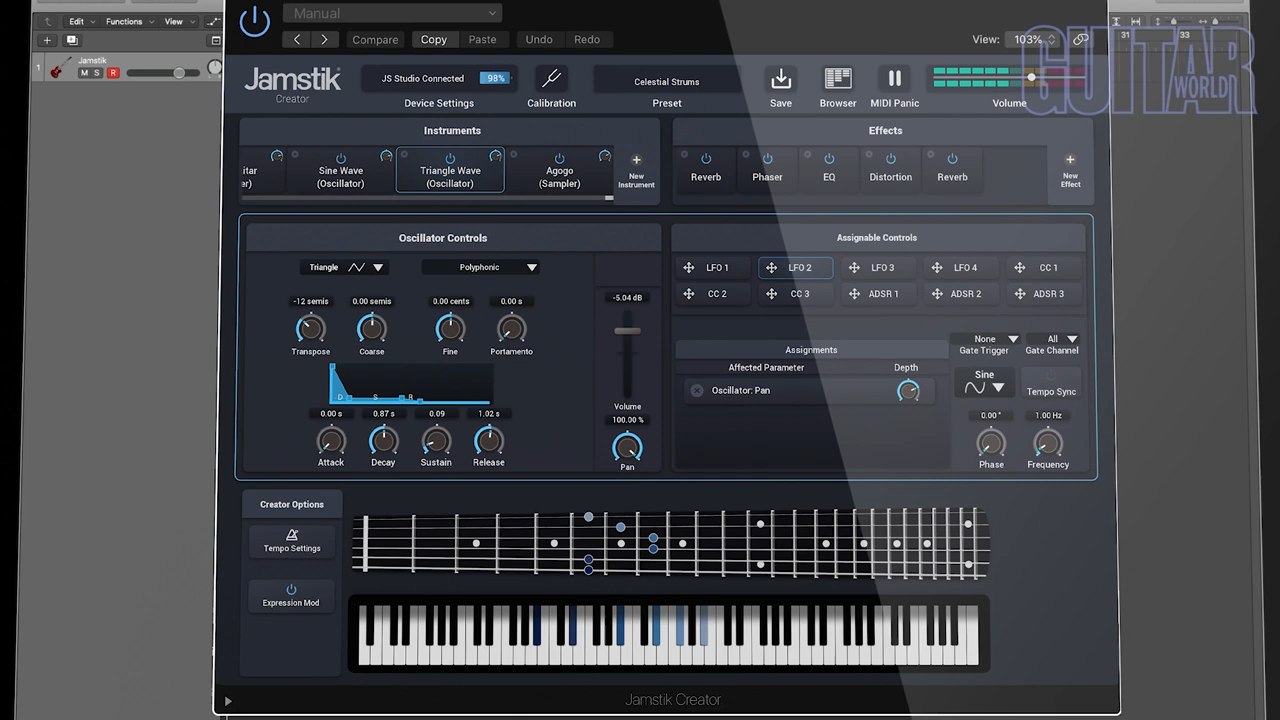 Manual
Edit Functions View
Compare Copy Paste Undo Redo
View: 103%
31 33
GUITAR
WORLD
1 Jamstik
M S R
Jamstik
Creator
JS Studio Connected 98%
Device Settings
Calibration
Celestial Strums
Preset
Save
Browser
MIDI Panic
Volume
Instruments
itar
er)
Sine Wave
(Oscillator)
Triangle Wave
(Oscillator)
Agogo
(Sampler)
New
Instrument
Effects
Reverb Phaser EQ Distortion Reverb
New
Effect
Oscillator Controls
Triangle Polyphonic
-12 semis 0.00 semis 0.00 cents 0.00 s
Transpose Coarse Fine Portamento
D S R
0.00 s 0.87 s 0.09 1.02 s
Attack Decay Sustain Release
-5.04 dB
Volume
100.00 %
Pan
Assignable Controls
LFO 1 LFO 2 LFO 3 LFO 4 CC 1
CC 2 CC 3 ADSR 1 ADSR 2 ADSR 3
Assignments
Affected Parameter Depth
Oscillator: Pan
None All
Gate Trigger Gate Channel
Sine
Tempo Sync
0.00 ° 1.00 Hz
Phase Frequency
Creator Options
Tempo Settings
Expression Mod
Jamstik Creator